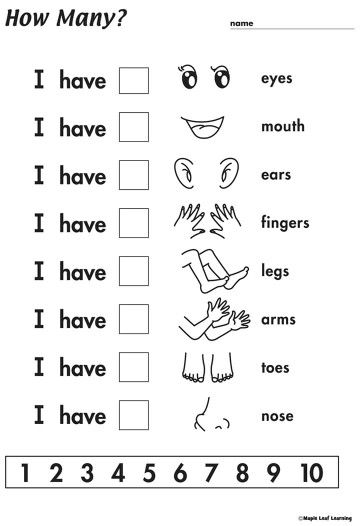 How Many?
name
I have eyes
I have mouth
I have ears
I have fingers
I have legs
I have arms
I have toes
I have nose
1 2 3 4 5 6 7 8 9 10
©Maple Leaf Learning